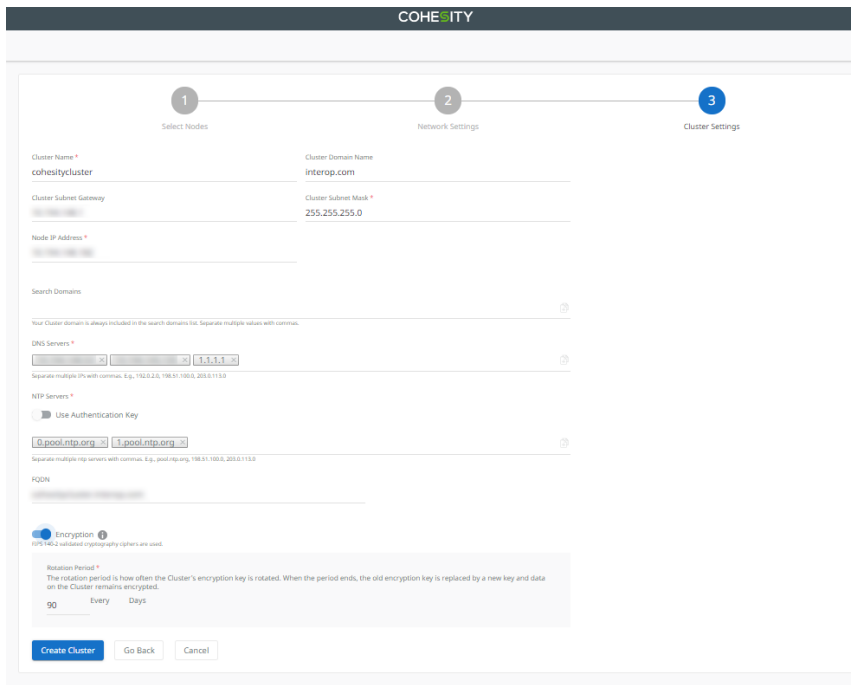 COHESITY
1
2
3
Select Nodes
Network Settings
Cluster Settings
Cluster Name *
Cluster Domain Name
cohesitycluster
interop.com
Cluster Subnet Gateway
Cluster Subnet Mask *
255.255.255.0
Node IP Address *
Search Domains
Your Cluster domain is always included in the search domains list. Separate multiple values with commas.
DNS Servers *
× × 1.1.1.1 ×
Separate multiple IPs with commas. E.g., 192.0.2.0, 198.51.100.0, 203.0.113.0
NTP Servers *
Use Authentication Key
0.pool.ntp.org × 1.pool.ntp.org ×
Separate multiple ntp servers with commas. E.g., pool.ntp.org, 198.51.100.0, 203.0.113.0
FQDN
Encryption
FIPS 140-2 validated cryptography ciphers are used.
Rotation Period *
The rotation period is how often the Cluster's encryption key is rotated. When the period ends, the old encryption key is replaced by a new key and data
on the Cluster remains encrypted.
90 Every Days
Create Cluster
Go Back
Cancel